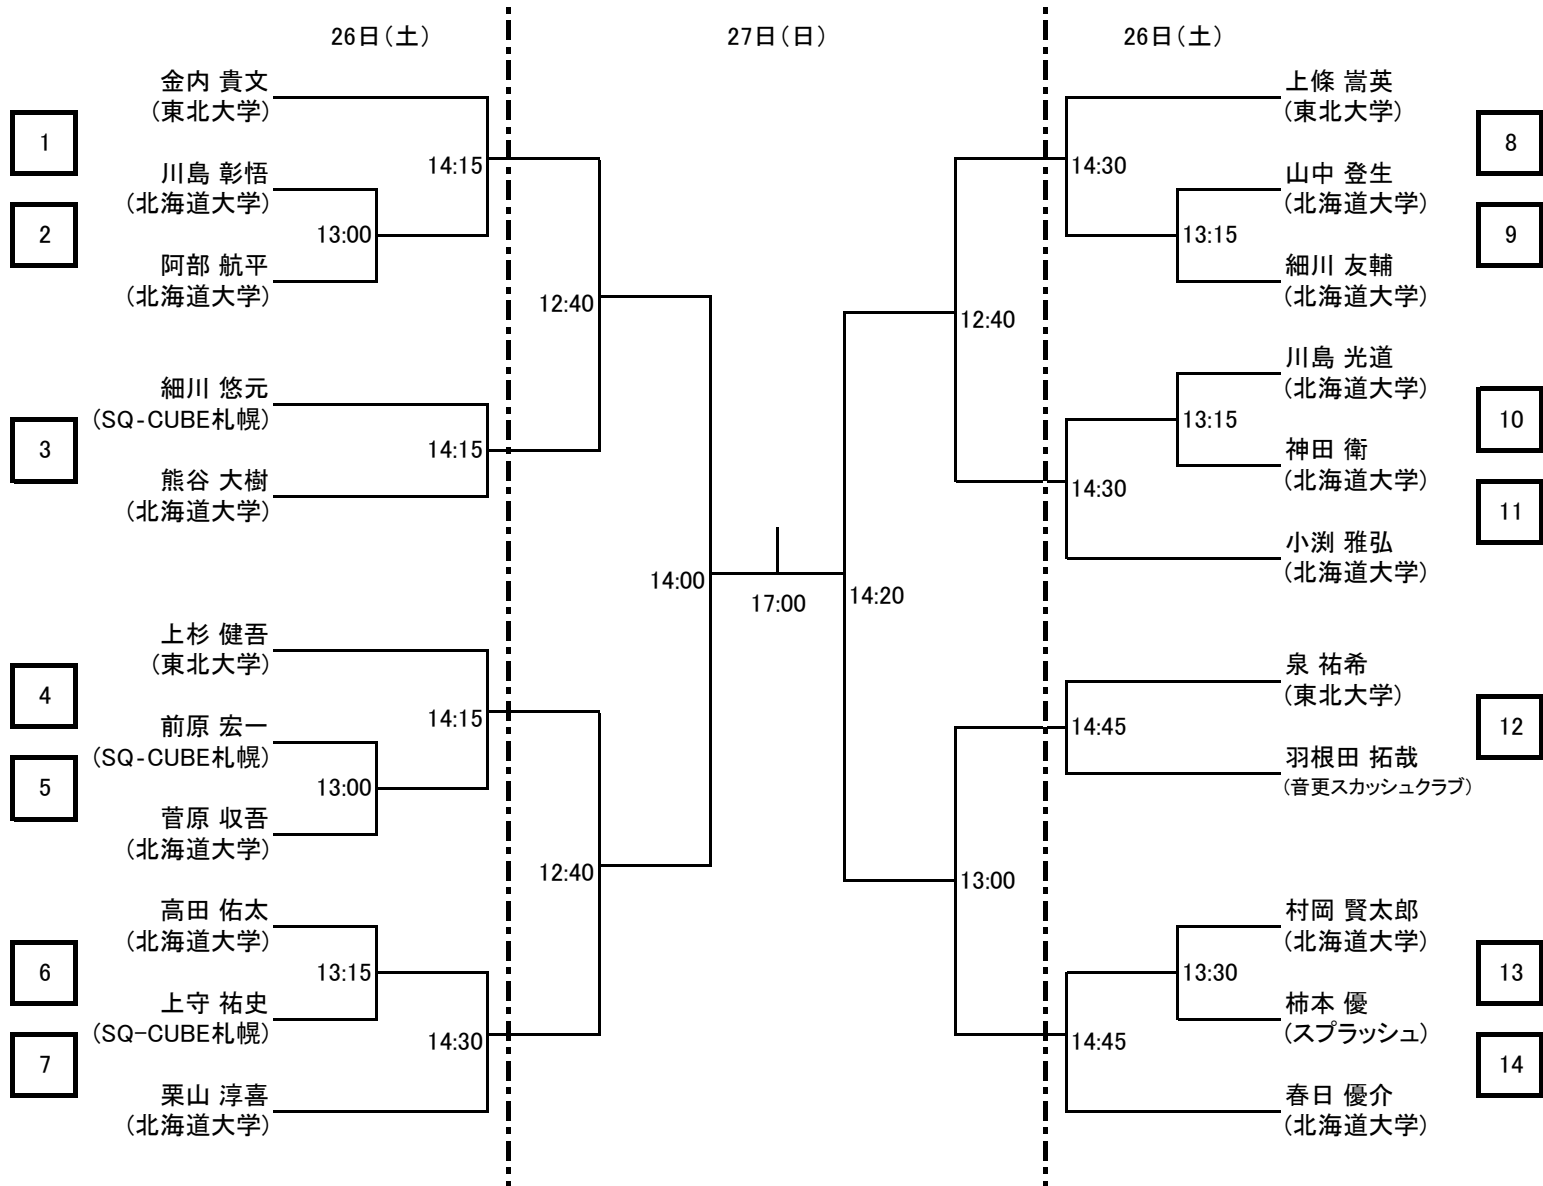 26日（土）
27日（日）
26日（土）
金内 貴文
（東北大学）
1
川島 彰悟
（北海道大学）
14:15
2
13:00
阿部 航平
（北海道大学）
12:40
細川 悠元
（SQ-CUBE札幌）
3
14:15
熊谷 大樹
（北海道大学）
14:00
上杉 健吾
（東北大学）
4
14:15
前原 宏一
（SQ-CUBE札幌）
5
13:00
菅原 収吾
（北海道大学）
12:40
高田 佑太
（北海道大学）
6
13:15
上守 祐史
（SQ-CUBE札幌）
14:30
7
栗山 淳喜
（北海道大学）
17:00
上條 嵩英
（東北大学）
8
14:30
山中 登生
（北海道大学）
9
13:15
細川 友輔
（北海道大学）
12:40
川島 光道
（北海道大学）
10
13:15
神田 衛
（北海道大学）
14:30
11
小渕 雅弘
（北海道大学）
14:20
泉 祐希
（東北大学）
14:45
12
羽根田 拓哉
（音更スカッシュクラブ）
13:00
村岡 賢太郎
（北海道大学）
13:30
13
柿本 優
（スプラッシュ）
14:45
14
春日 優介
（北海道大学）